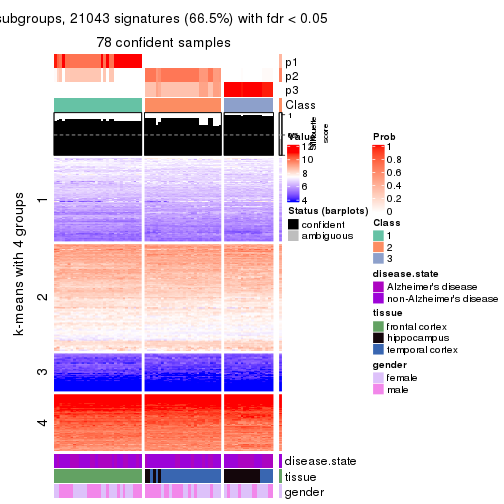 subgroups, 21043 signatures (66.5%) with fdr < 0.05
78 confident samples
p1
p2
p3
Class
1
Silhouette
score
k-means with 4 groups
1
2
3
4
disease.state
tissue
gender
Value
12
10
8
6
4
Status (barplots)
confident
ambiguous
Prob
1
0.8
0.6
0.4
0.2
0
Class
1
2
3
disease.state
Alzheimer's disease
non-Alzheimer's disease
tissue
frontal cortex
hippocampus
temporal cortex
gender
female
male